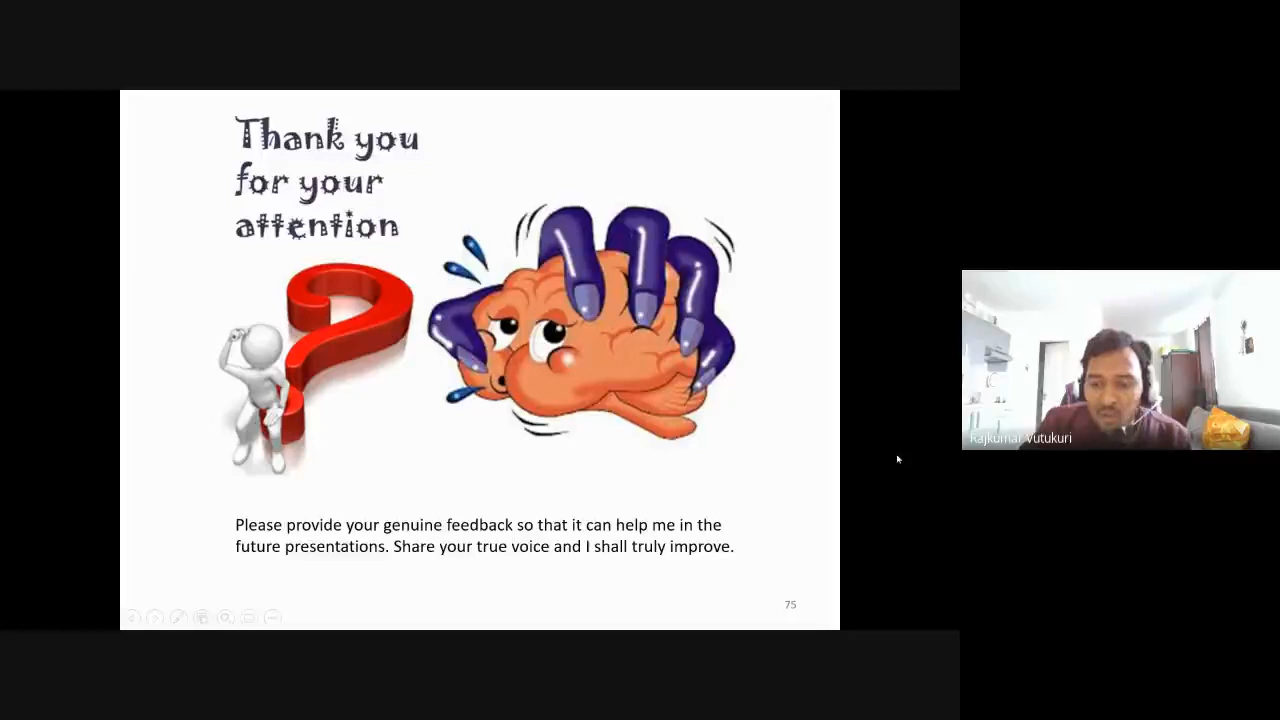 Thank you
for your
attention
Please provide your genuine feedback so that it can help me in the
future presentations. Share your true voice and I shall truly improve.
75
Rajkumar Vutukuri